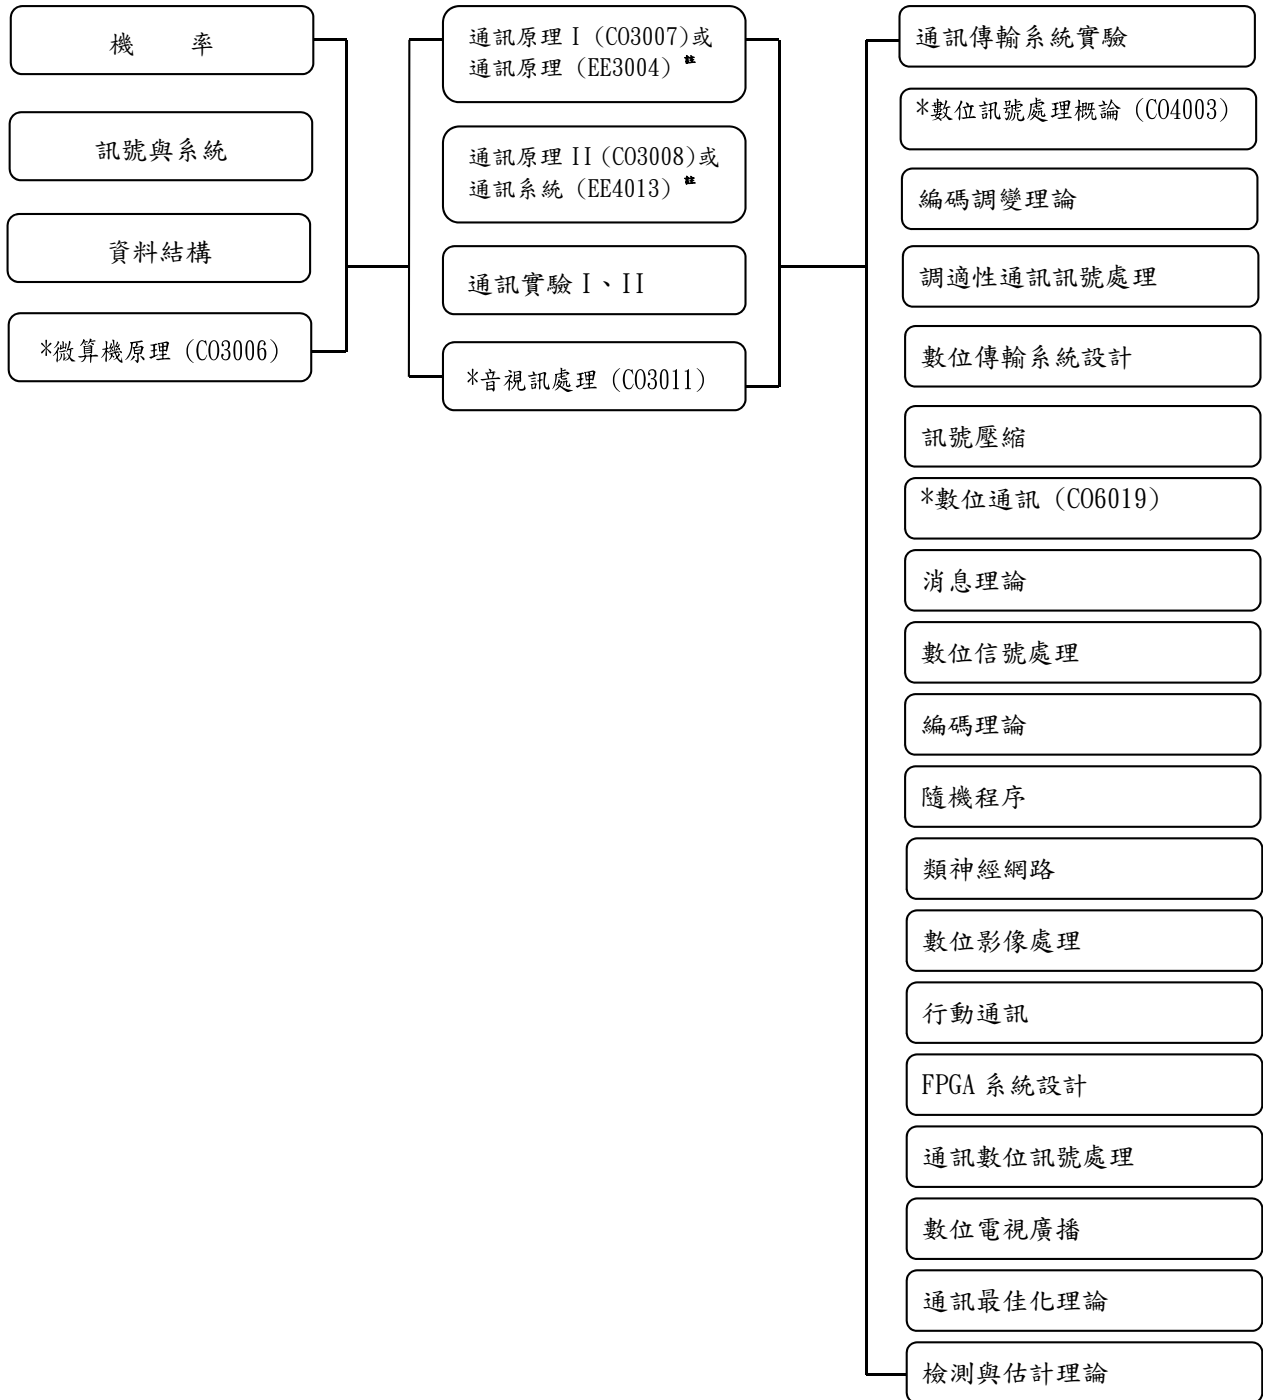 機　　率
訊號與系統
資料結構
*微算機原理 (CO3006)
通訊原理 I (CO3007)或
通訊原理 (EE3004) 註
通訊原理 II (CO3008)或
通訊系統 (EE4013) 註
通訊實驗 I、II
*音視訊處理 (CO3011)
通訊傳輸系統實驗
*數位訊號處理概論 (CO4003)
編碼調變理論
調適性通訊訊號處理
數位傳輸系統設計
訊號壓縮
*數位通訊 (CO6019)
消息理論
數位信號處理
編碼理論
隨機程序
類神經網路
數位影像處理
行動通訊
FPGA 系統設計
通訊數位訊號處理
數位電視廣播
通訊最佳化理論
檢測與估計理論